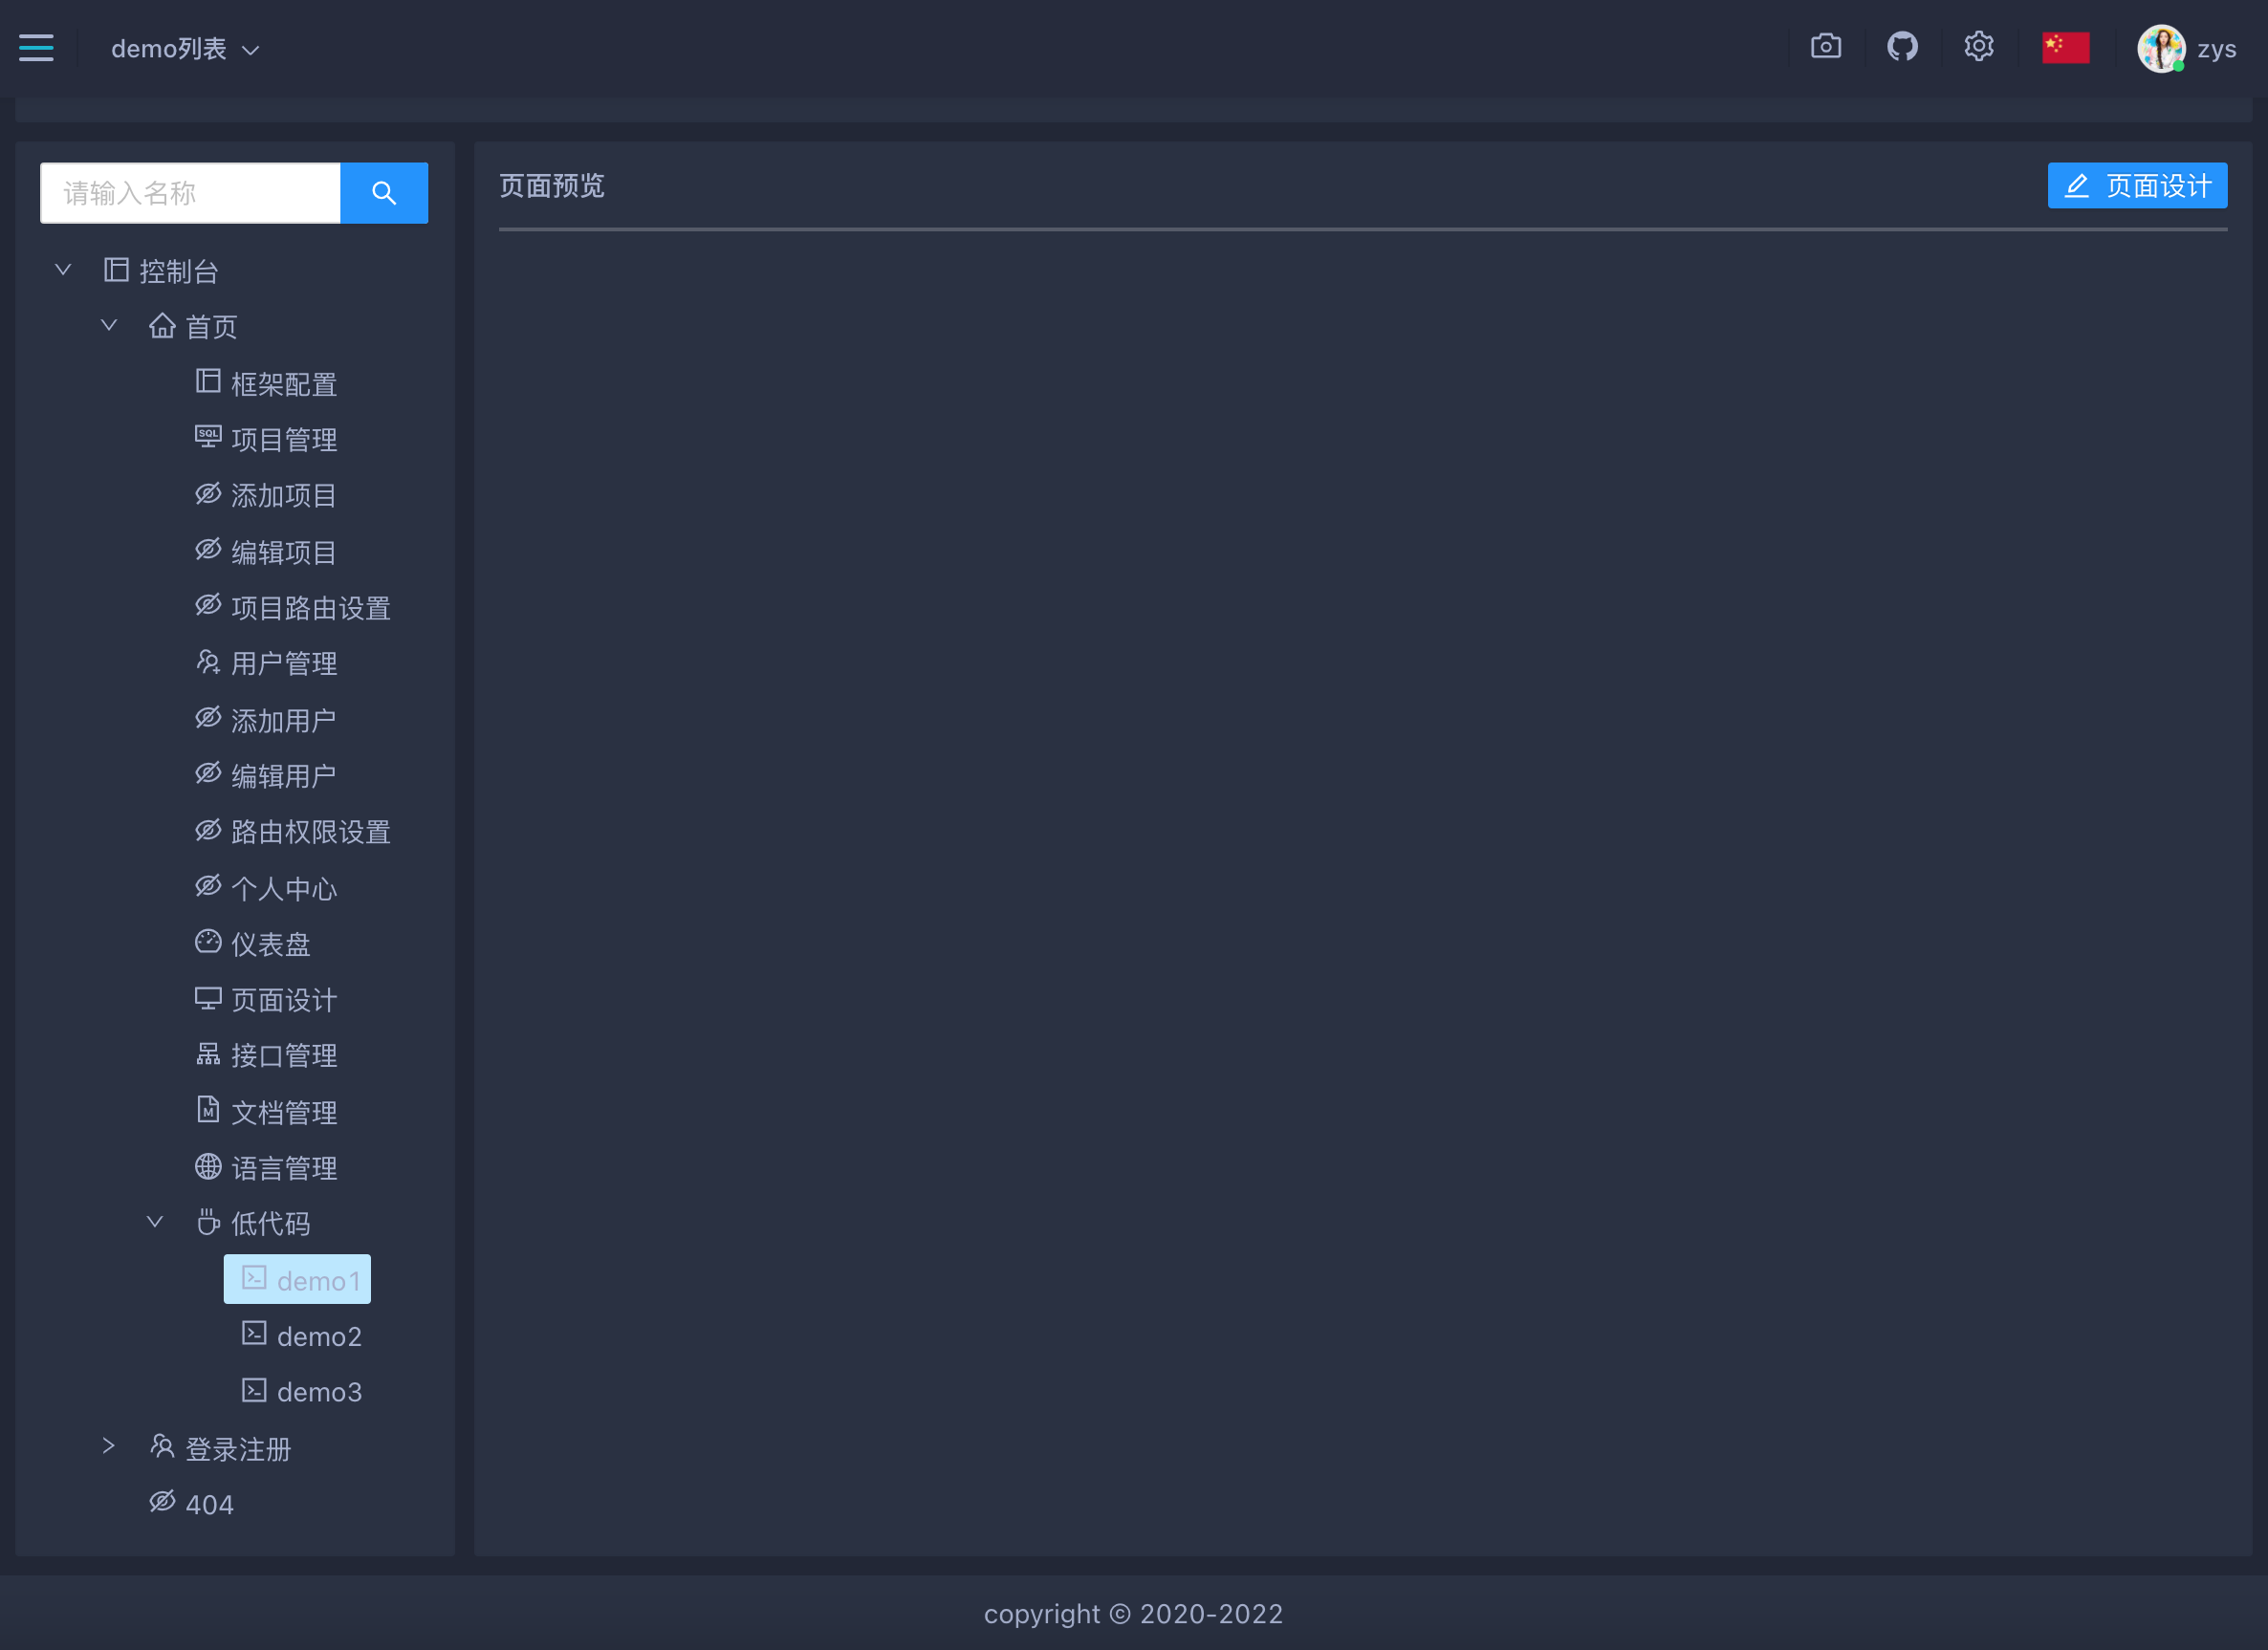 demo列表
zys
请输入名称
页面预览
页面设计
控制台
首页
框架配置
SQL 项目管理
添加项目
编辑项目
项目路由设置
用户管理
添加用户
编辑用户
路由权限设置
个人中心
仪表盘
页面设计
接口管理
M 文档管理
语言管理
低代码
demo1
demo2
demo3
登录注册
404
copyright © 2020-2022